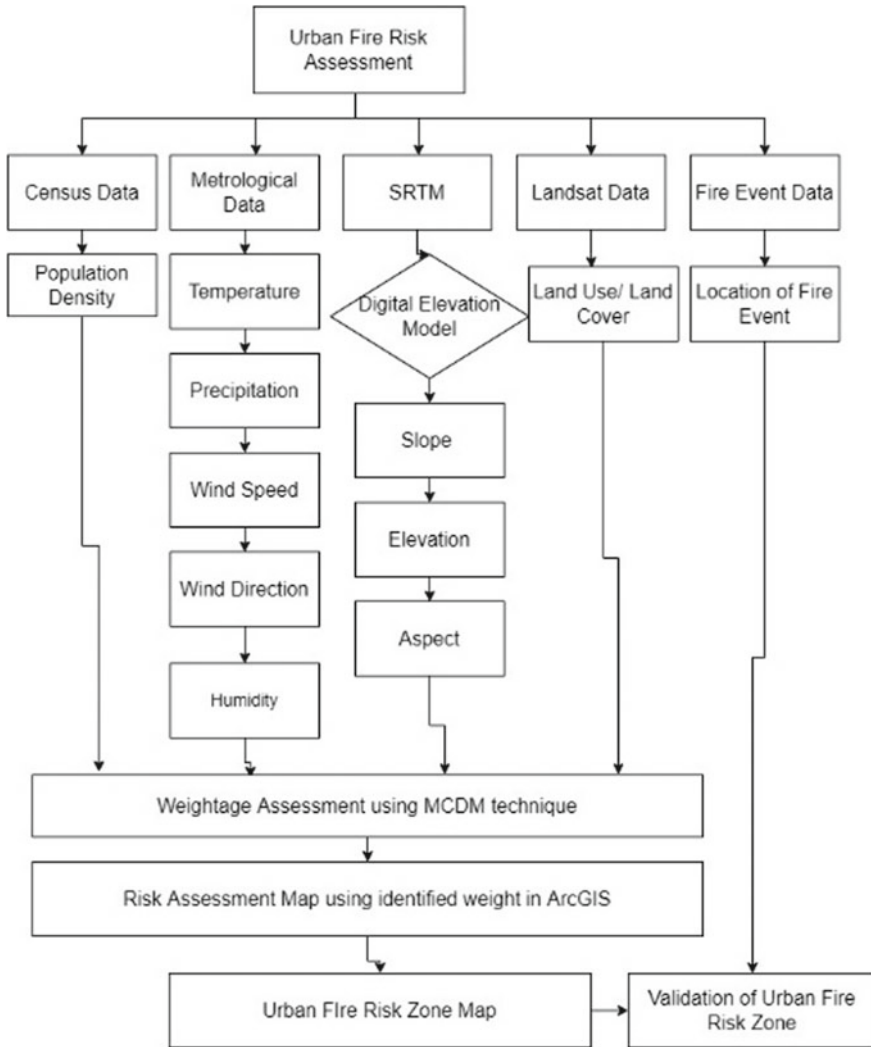 Urban Fire Risk
Assessment
Census Data
Metrological
Data
SRTM
Landsat Data
Fire Event Data
Population
Density
Temperature
Digital Elevation
Model
Land Use/ Land
Cover
Location of Fire
Event
Precipitation
Slope
Wind Speed
Elevation
Wind Direction
Aspect
Humidity
Weightage Assessment using MCDM technique
Risk Assessment Map using identified weight in ArcGIS
Urban FIre Risk Zone Map
Validation of Urban Fire
Risk Zone